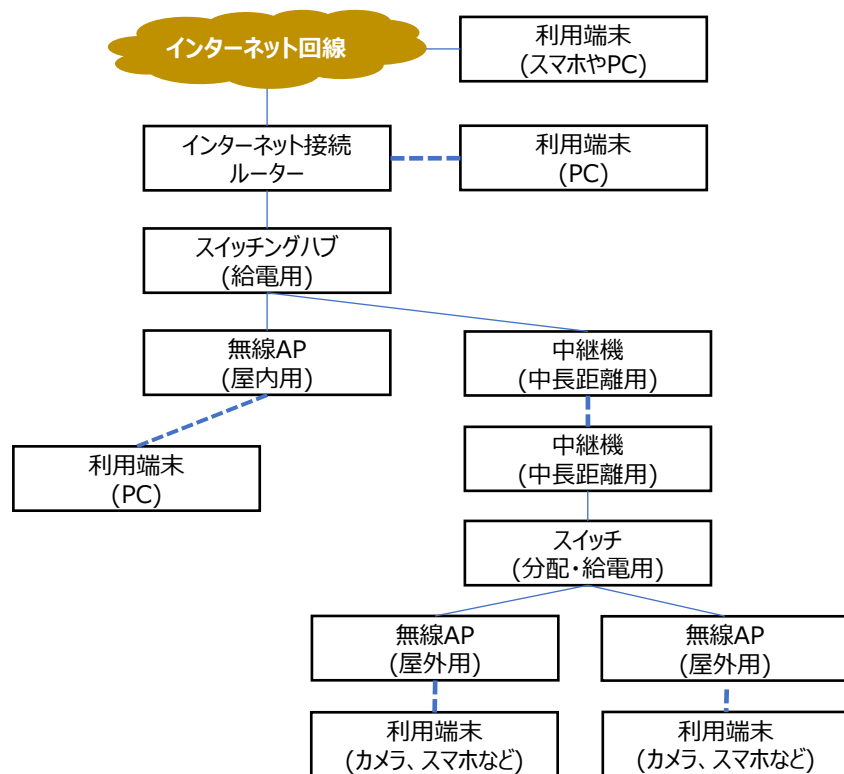 インターネット回線
利用端末
(スマホやPC)
インターネット接続
ルーター
利用端末
(PC)
スイッチングハブ
(給電用)
無線AP
(屋内用)
中継機
(中長距離用)
利用端末
(PC)
中継機
(中長距離用)
スイッチ
(分配・給電用)
無線AP
(屋外用)
無線AP
(屋外用)
利用端末
(カメラ、スマホなど)
利用端末
(カメラ、スマホなど)